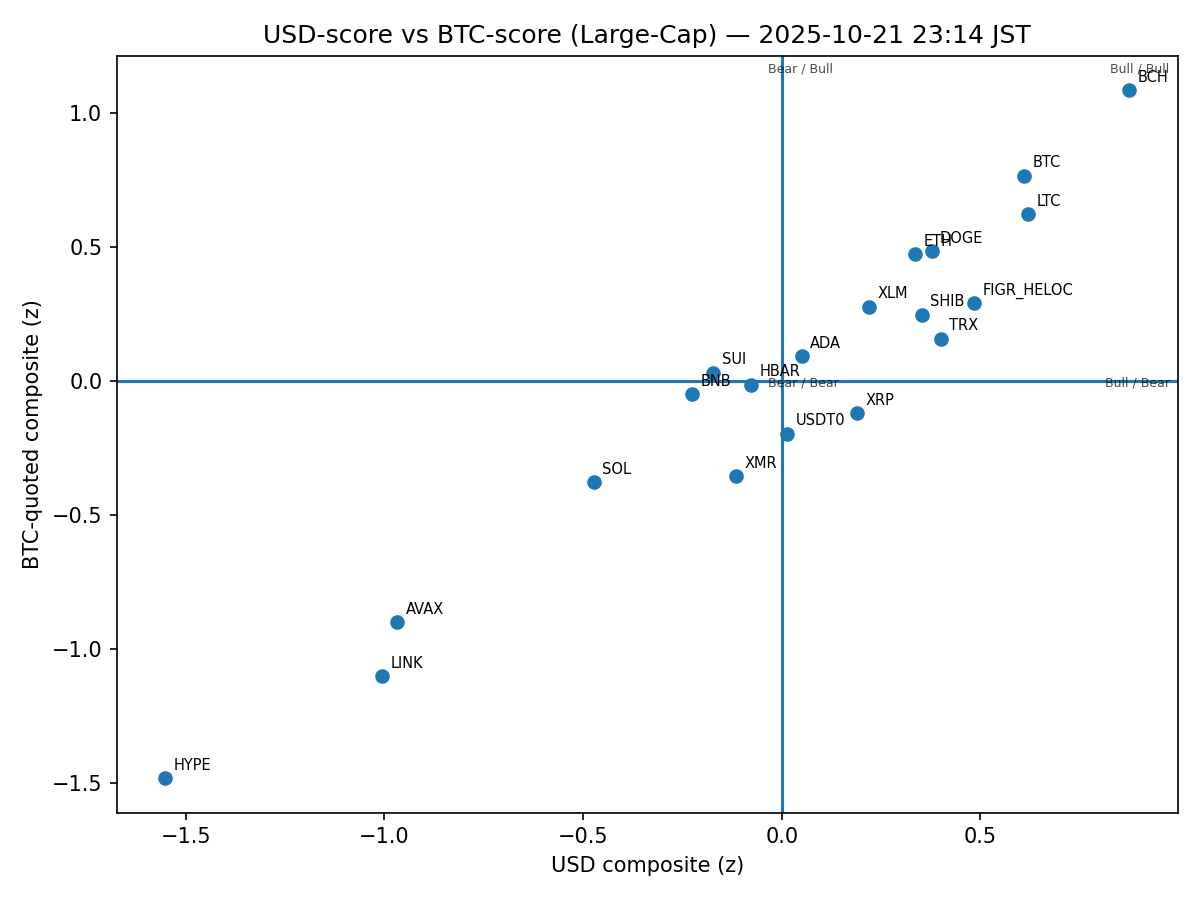 USD-score vs BTC-score (Large-Cap) — 2025-10-21 23:14 JST
Bear / Bull
Bull / Bull
BCH
BTC
LTC
DOGE
ETH
FIGR_HELOC
XLM
SHIB
TRX
ADA
SUI
HBAR
BNB
Bear / Bear
Bull / Bear
XRP
USDT0
XMR
SOL
AVAX
LINK
HYPE
1.0
0.5
0.0
−0.5
−1.0
−1.5
BTC-quoted composite (z)
−1.5 −1.0 −0.5 0.0 0.5
USD composite (z)